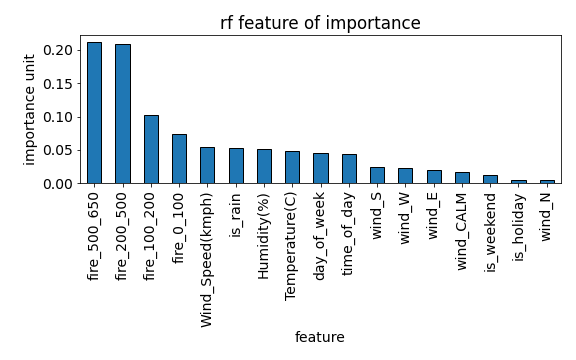 rf feature of importance
importance unit
0.20
0.15
0.10
0.05
0.00
fire_500_650
fire_200_500
fire_100_200
fire_0_100
Wind_Speed(kmph)
is_rain
Humidity(%)
Temperature(C)
day_of_week
time_of_day
wind_S
wind_W
wind_E
wind_CALM
is_weekend
is_holiday
wind_N
feature